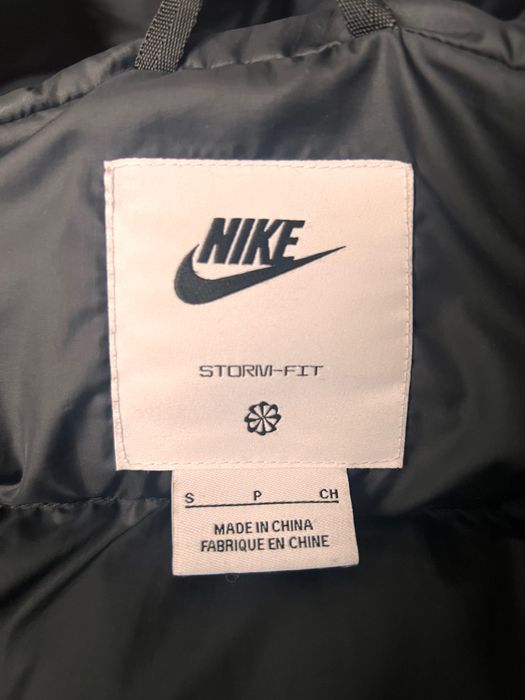 NIKE
STORM-FIT
S P CH
MADE IN CHINA
FABRIQUE EN CHINE